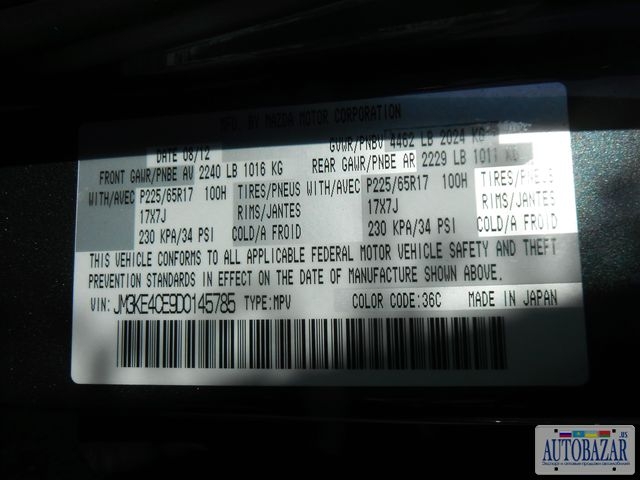 MFD. BY MAZDA MOTOR CORPORATION
DATE 08/12 GVWR/PNBV 4462 LB 2024 KG
FRONT GAWR/PNBE AV 2240 LB 1016 KG REAR GAWR/PNBE AR 2229 LB 1011 KG
WITH/AVEC P225/65R17 100H TIRES/PNEUS WITH/AVEC P225/65R17 100H TIRES/PNEUS
17X7J RIMS/JANTES 17X7J RIMS/JANTES
230 KPA/34 PSI COLD/A FROID 230 KPA/34 PSI COLD/A FROID
THIS VEHICLE CONFORMS TO ALL APPLICABLE FEDERAL MOTOR VEHICLE SAFETY AND THEFT
PREVENTION STANDARDS IN EFFECT ON THE DATE OF MANUFACTURE SHOWN ABOVE.
VIN: JM3KE4CE9D0145785 TYPE:MPV COLOR CODE:36C MADE IN JAPAN
AUTOBAZAR.us